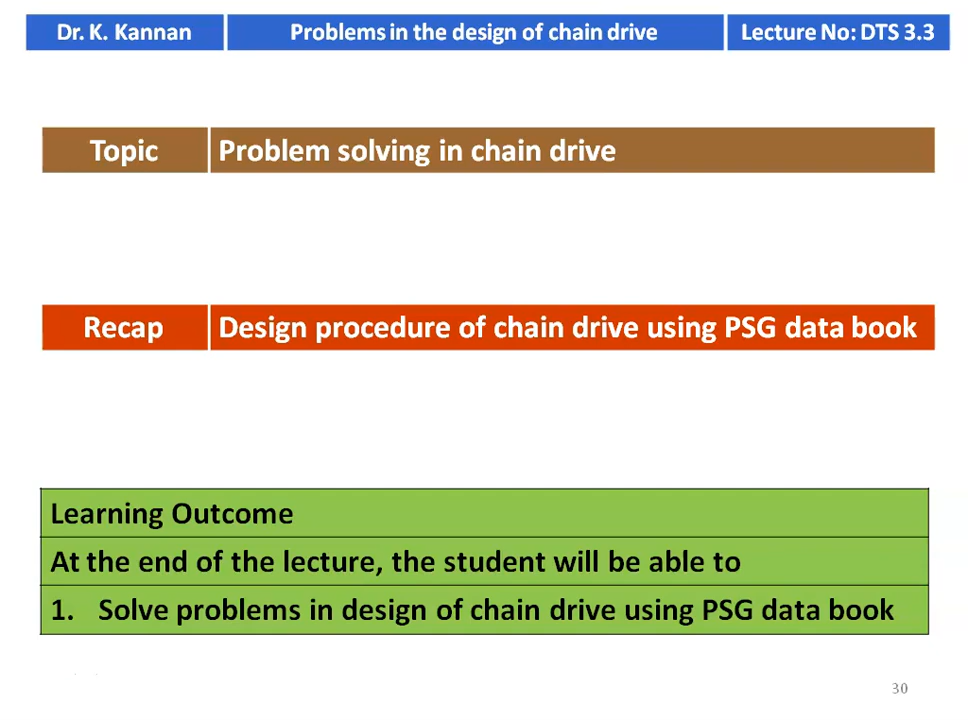 Dr. K. Kannan Problems in the design of chain drive Lecture No: DTS 3.3
Topic Problem solving in chain drive
Recap Design procedure of chain drive using PSG data book
Learning Outcome
At the end of the lecture, the student will be able to
1. Solve problems in design of chain drive using PSG data book
30